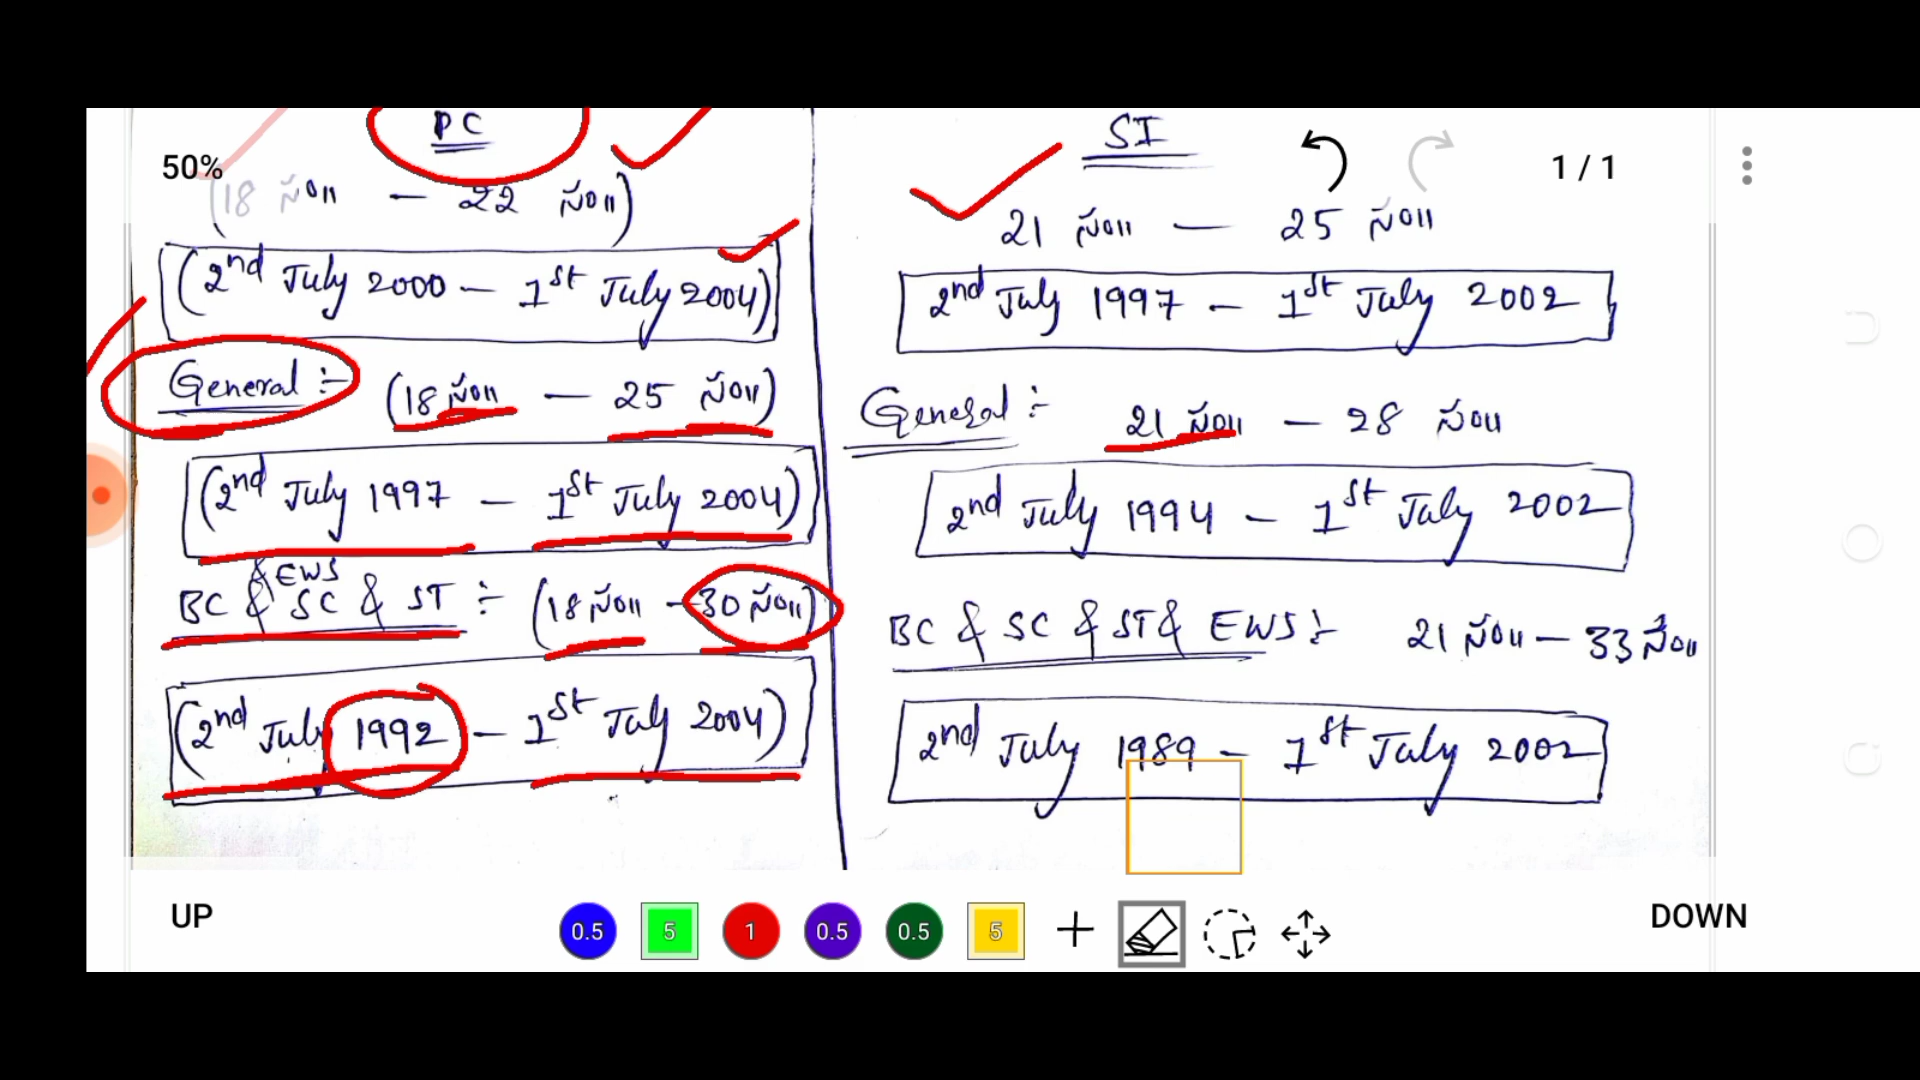 PC
50%
(18 సం॥ — 22 సం॥)
(2nd July 2000 – 1st July 2004)
General :- (18 సం॥ — 25 సం॥)
(2nd July 1997 – 1st July 2004)
& EWS
BC & SC & ST :- (18 సం॥ – 30 సం॥)
(2nd July 1992 – 1st July 2004)
SI
1 / 1
21 సం॥ — 25 సం॥
2nd July 1997 – 1st July 2002
General :- 21 సం॥ – 28 సం॥
2nd July 1994 – 1st July 2002
BC & SC & ST & EWS :- 21 సం॥ – 33 సం॥
2nd July 1989 – 1st July 2002
UP 0.5 5 1 0.5 0.5 5 DOWN